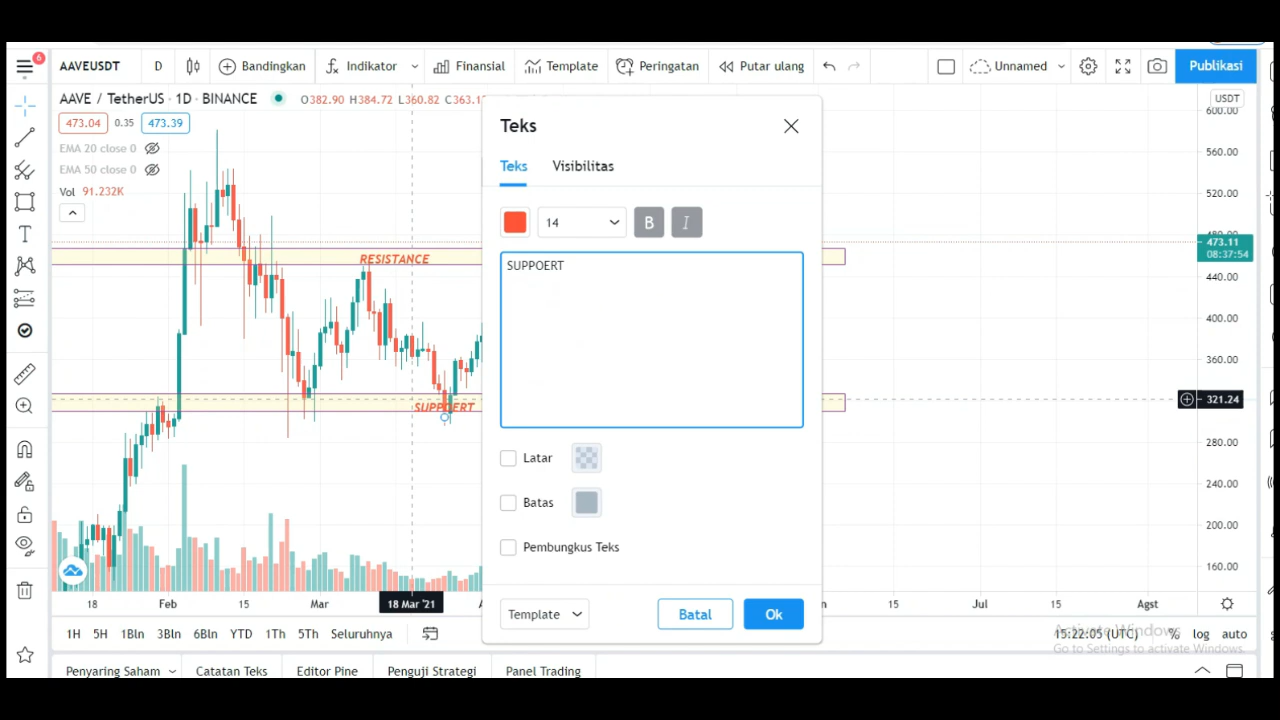 6
AAVEUSDT D Bandingkan Indikator Finansial Template Peringatan Putar ulang Unnamed Publikasi
AAVE / TetherUS · 1D · BINANCE O382.90 H384.72 L360.82 C363.1
473.04 0.35 473.39
EMA 20 close 0
EMA 50 close 0
Vol 91.232K
RESISTANCE
SUPPOERT
Teks
Teks Visibilitas
14 B I
SUPPOERT
Latar
Batas
Pembungkus Teks
Template Batal Ok
USDT
600.00
560.00
520.00
473.11
08:37:54
440.00
400.00
360.00
321.24
280.00
240.00
200.00
160.00
18 Feb 15 Mar 18 Mar '21 15 Jul 15 Agst
1H 5H 1Bln 3Bln 6Bln YTD 1Th 5Th Seluruhnya 15:22:05 (UTC) % log auto
Activate Windows
Go to Settings to activate Windows.
Penyaring Saham Catatan Teks Editor Pine Penguji Strategi Panel Trading